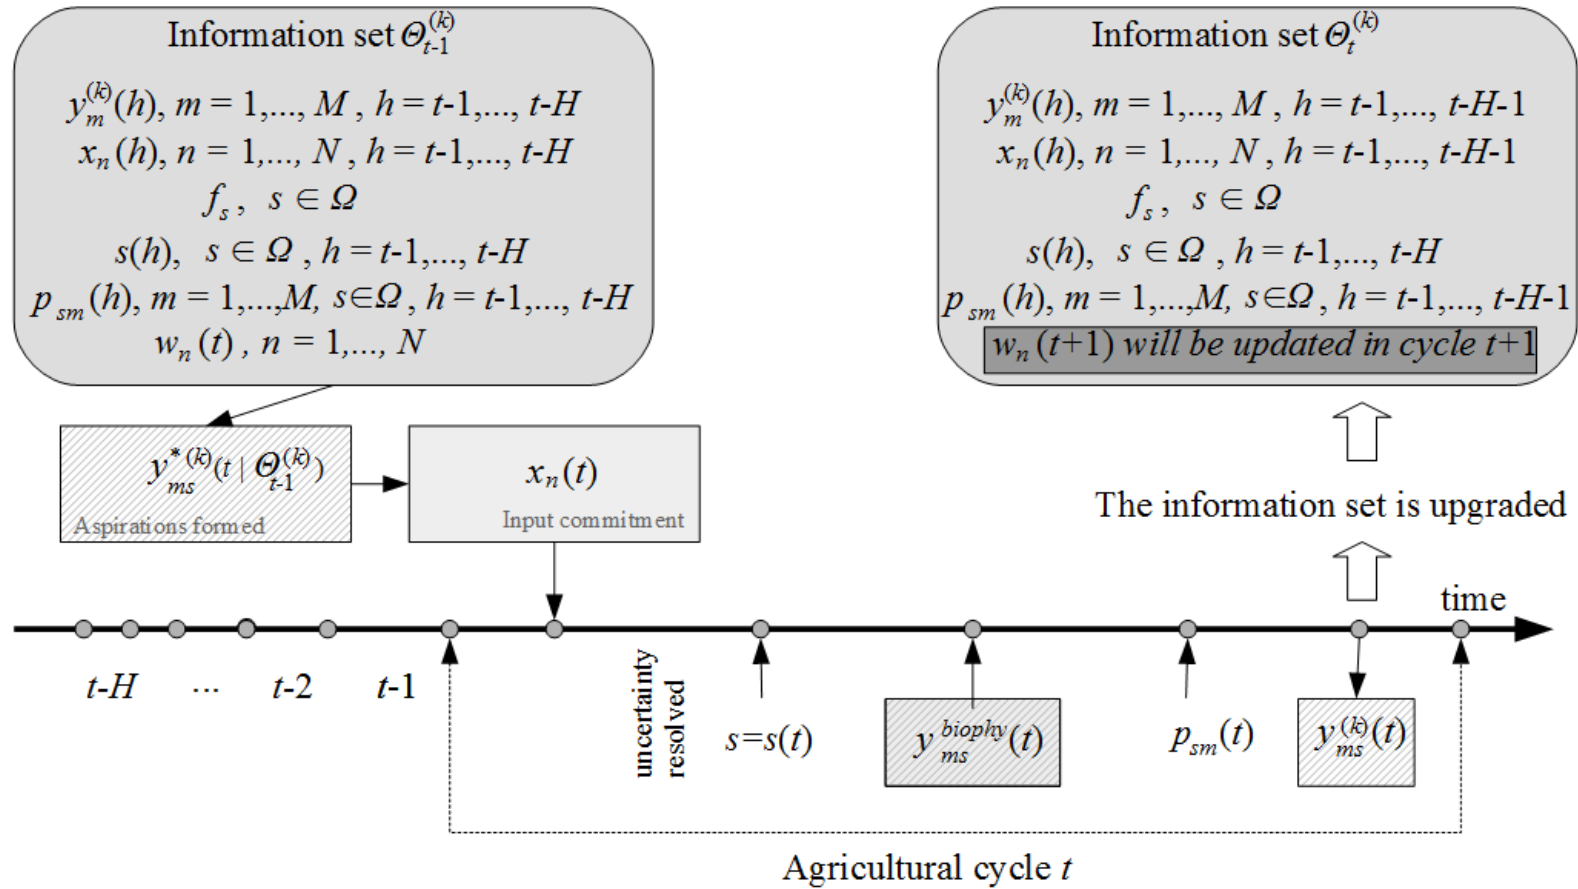 Information set Θ_{t-1}^{(k)}
y_m^{(k)}(h), m = 1,..., M , h = t-1,..., t-H
x_n(h), n = 1,..., N , h = t-1,..., t-H
f_s , s ∈ Ω
s(h), s ∈ Ω , h = t-1,..., t-H
p_{sm}(h), m = 1,...,M, s∈Ω, h = t-1,..., t-H
w_n(t) , n = 1,..., N
Information set Θ_t^{(k)}
y_m^{(k)}(h), m = 1,..., M , h = t-1,..., t-H-1
x_n(h), n = 1,..., N , h = t-1,..., t-H-1
f_s, s ∈ Ω
s(h), s ∈ Ω , h = t-1,..., t-H
p_{sm}(h), m = 1,...,M, s∈Ω, h = t-1,..., t-H-1
w_n(t+1) will be updated in cycle t+1
y_{ms}^{*(k)}(t | Θ_{t-1}^{(k)})
Aspirations formed
x_n(t)
Input commitment
The information set is upgraded
time
t-H ... t-2 t-1
uncertainty
resolved
s=s(t)
y_{ms}^{biophy}(t)
p_{sm}(t)
y_{ms}^{(k)}(t)
Agricultural cycle t